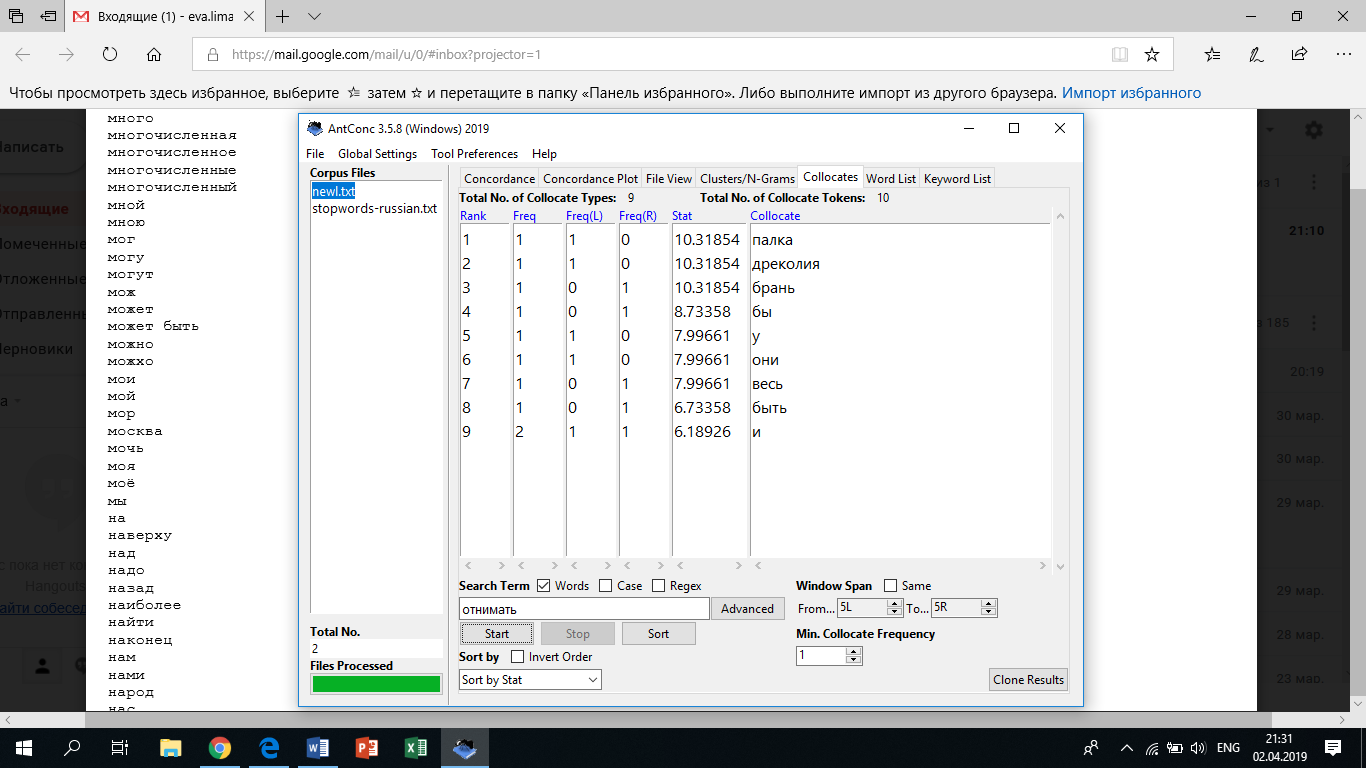 Входящие (1) - eva.lima
https://mail.google.com/mail/u/0/#inbox?projector=1
Чтобы просмотреть здесь избранное, выберите затем и перетащите в папку «Панель избранного». Либо выполните импорт из другого браузера. Импорт избранного
много
многочисленная
многочисленное
многочисленные
многочисленный
мной
мною
мог
могу
могут
мож
может
может быть
можно
можхо
мои
мой
мор
москва
мочь
моя
моё
мы
на
наверху
над
надо
назад
наиболее
найти
наконец
нам
нами
народ
нас
аписать
ходящие
Помеченные
тложенные
тправленны
ерновики
Hangouts
айти собесед
AntConc 3.5.8 (Windows) 2019
File Global Settings Tool Preferences Help
Corpus Files
newl.txt
stopwords-russian.txt
Total No.
2
Files Processed
Concordance Concordance Plot File View Clusters/N-Grams Collocates Word List Keyword List
Total No. of Collocate Types: 9 Total No. of Collocate Tokens: 10
Rank Freq Freq(L) Freq(R) Stat Collocate
1 1 1 0 10.31854 палка
2 1 1 0 10.31854 дреколия
3 1 0 1 10.31854 брань
4 1 0 1 8.73358 бы
5 1 1 0 7.99661 у
6 1 1 0 7.99661 они
7 1 0 1 7.99661 весь
8 1 0 1 6.73358 быть
9 2 1 1 6.18926 и
Search Term Words Case Regex Window Span Same
отнимать Advanced From... 5L To... 5R
Start Stop Sort Min. Collocate Frequency
Sort by Invert Order 1
Sort by Stat Clone Results
из 1
21:10
из 185
20:19
30 мар.
30 мар.
29 мар.
29 мар.
28 мар.
23 мар.
ENG
21:31
02.04.2019